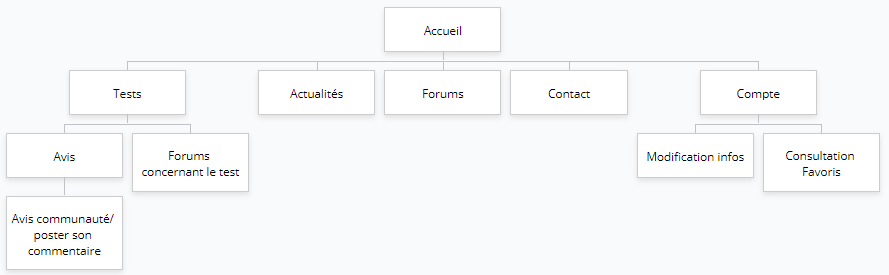 Accueil
Tests
Actualités
Forums
Contact
Compte
Avis
Forums
concernant le test
Modification infos
Consultation
Favoris
Avis communauté/
poster son
commentaire